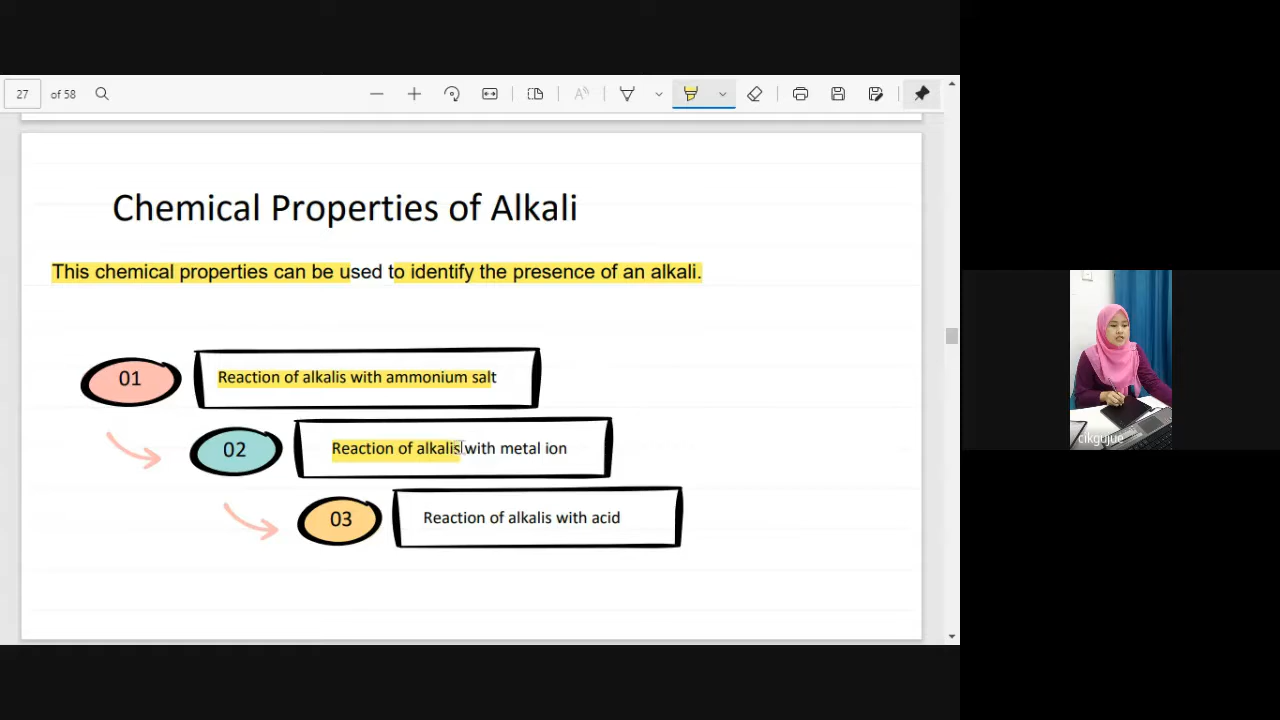 27 of 58
Chemical Properties of Alkali
This chemical properties can be used to identify the presence of an alkali.
01 Reaction of alkalis with ammonium salt
02 Reaction of alkalis with metal ion
03 Reaction of alkalis with acid
cikgujue